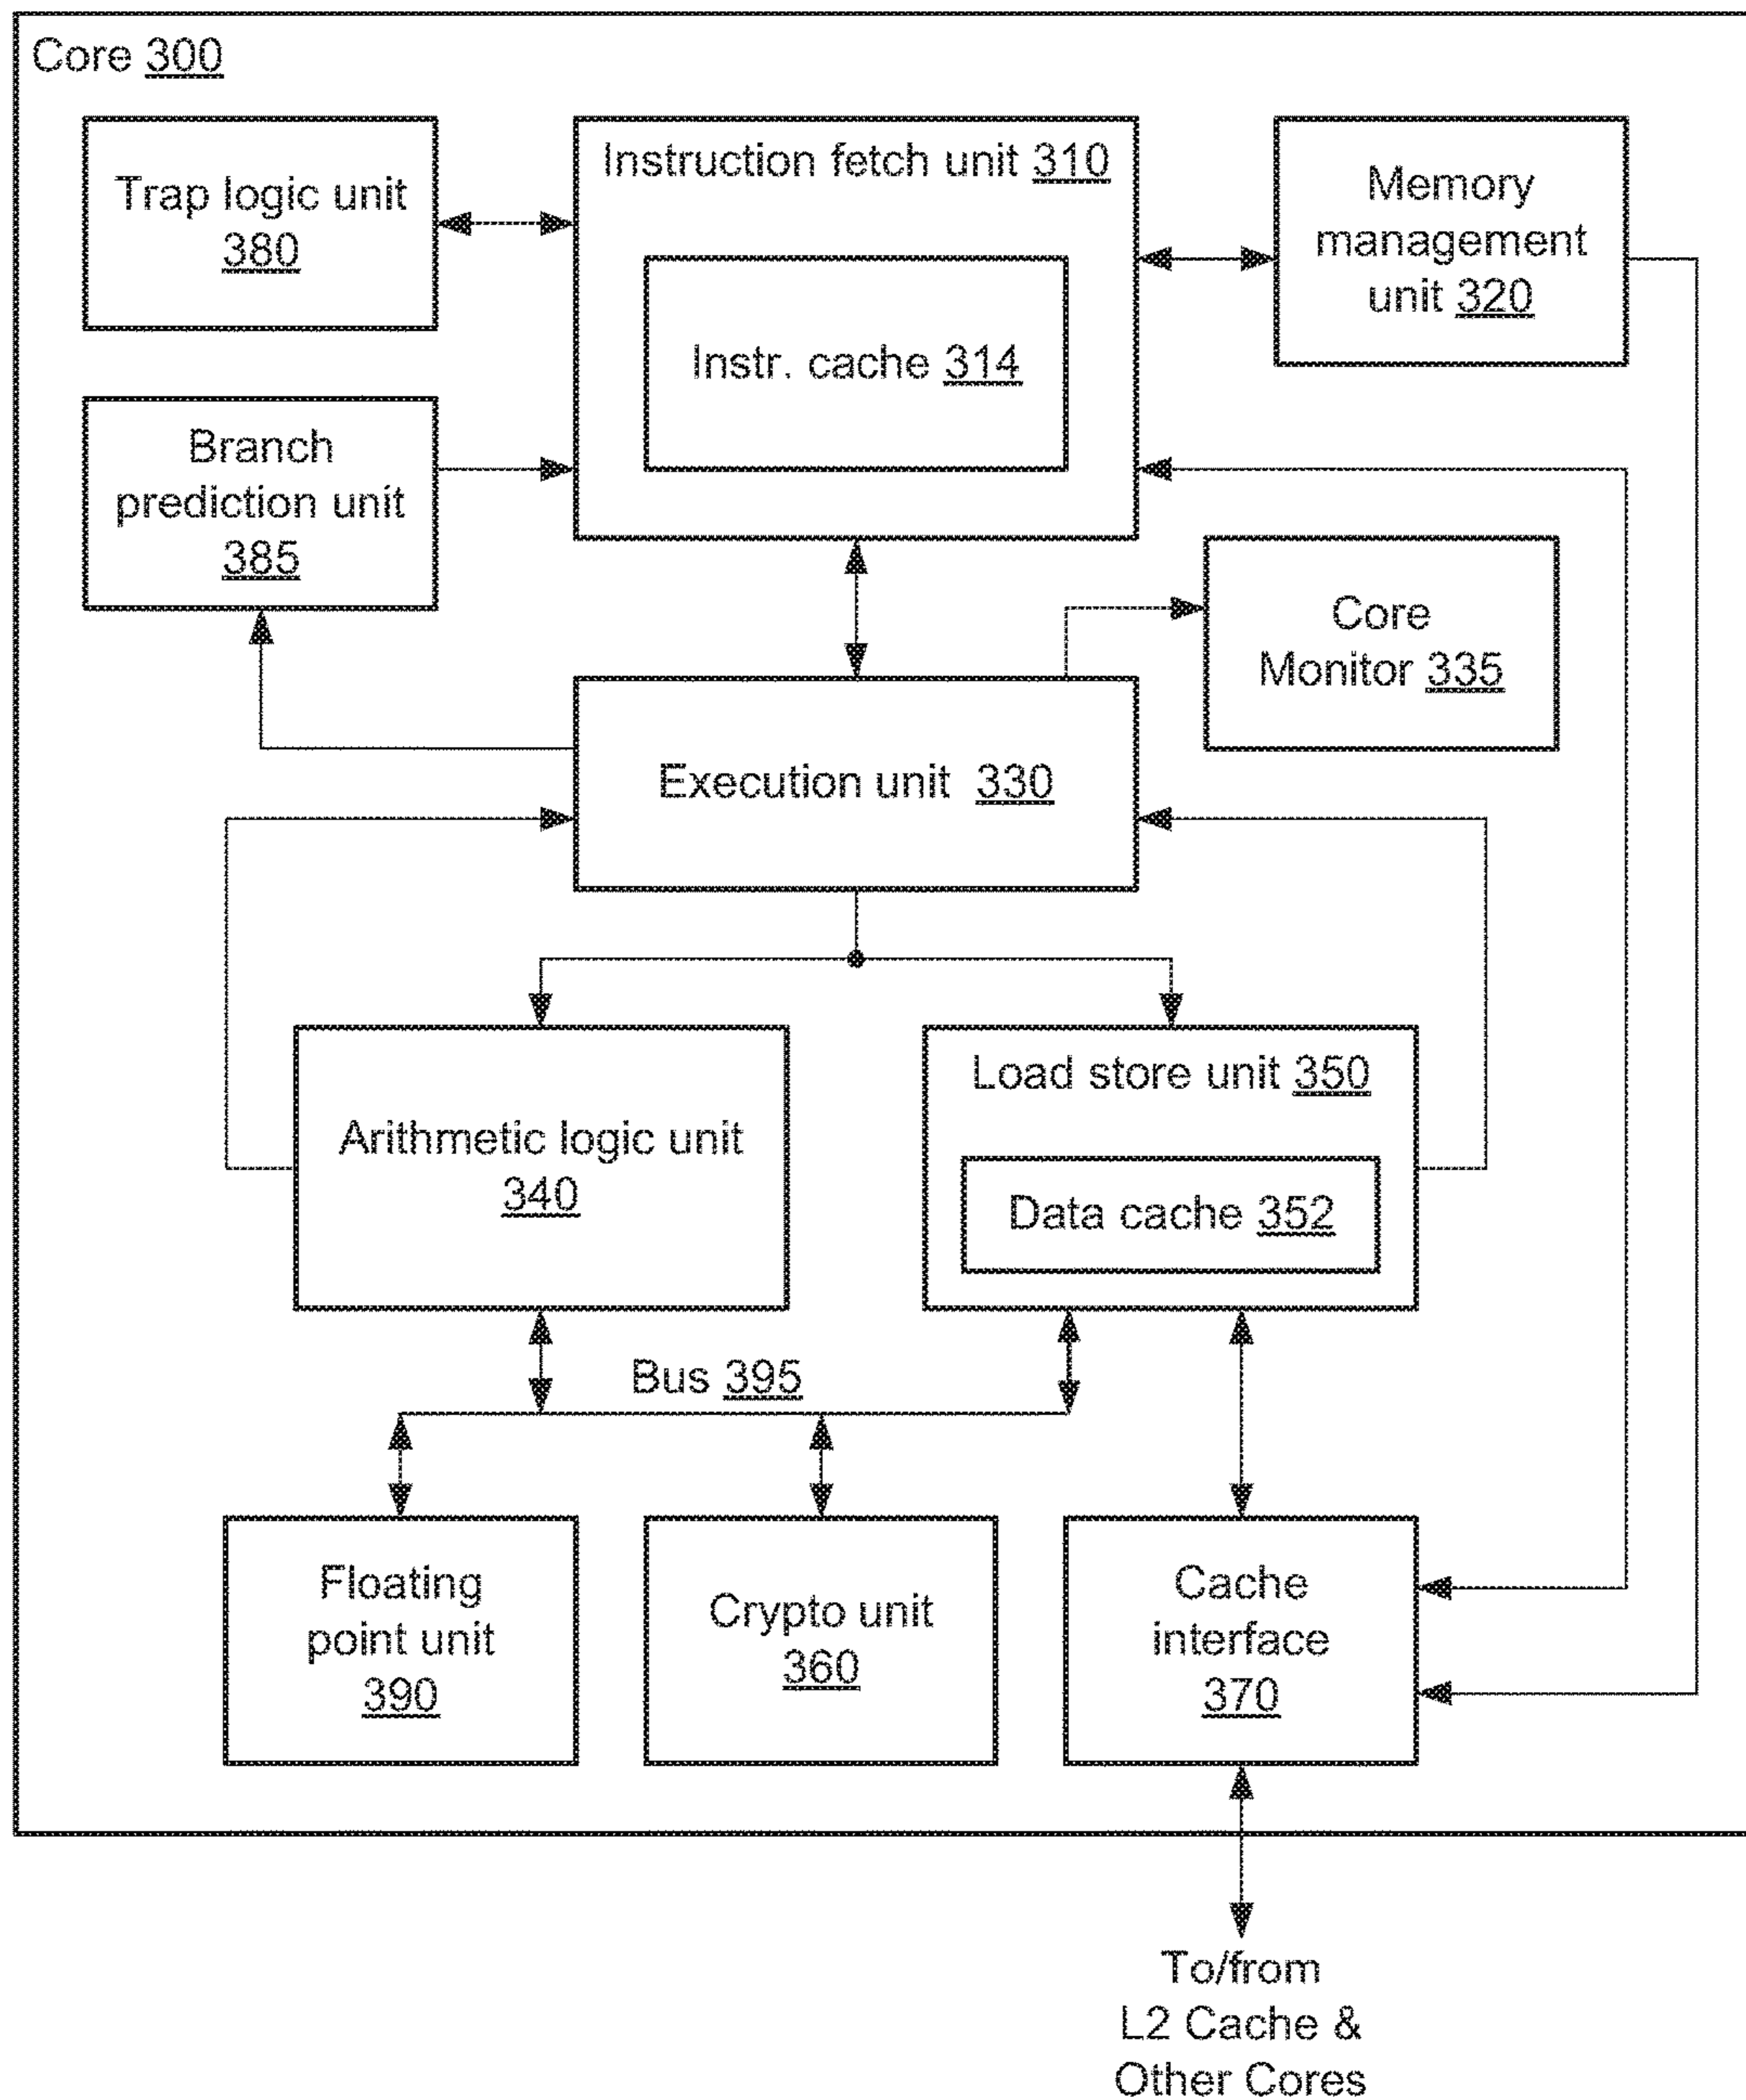 Core 300
Trap logic unit
380
Instruction fetch unit 310
Instr. cache 314
Memory
management
unit 320
Branch
prediction unit
385
Core
Monitor 335
Execution unit 330
Arithmetic logic unit
340
Load store unit 350
Data cache 352
Bus 395
Floating
point unit
390
Crypto unit
360
Cache
interface
370
To/from
L2 Cache &
Other Cores